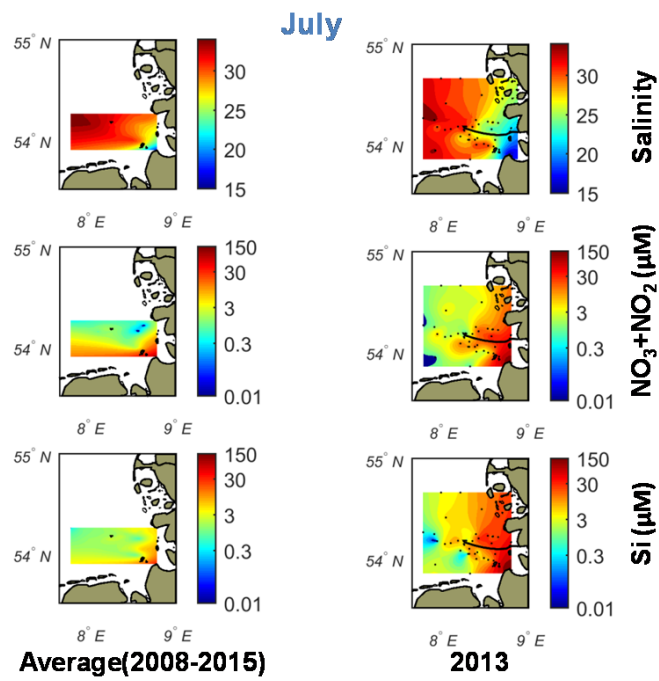 July
55° N
54° N
8° E
9° E
30
25
20
15
55° N
54° N
8° E
9° E
30
25
20
15
Salinity
55° N
54° N
8° E
9° E
150
30
3
0.3
0.01
55° N
54° N
8° E
9° E
150
30
3
0.3
0.01
NO₃+NO₂ (µM)
55° N
54° N
8° E
9° E
150
30
3
0.3
0.01
55° N
54° N
8° E
9° E
150
30
3
0.3
0.01
Si (µM)
Average(2008-2015)
2013